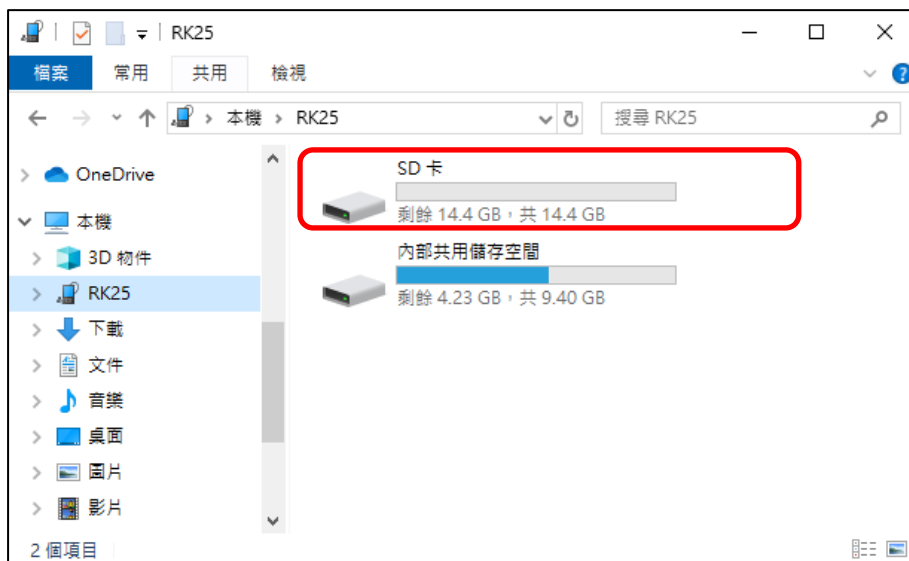 RK25
檔案 常用 共用 檢視
本機 RK25
搜尋 RK25
OneDrive
本機
3D 物件
RK25
下載
文件
音樂
桌面
圖片
影片
SD 卡
剩餘 14.4 GB，共 14.4 GB
內部共用儲存空間
剩餘 4.23 GB，共 9.40 GB
2 個項目